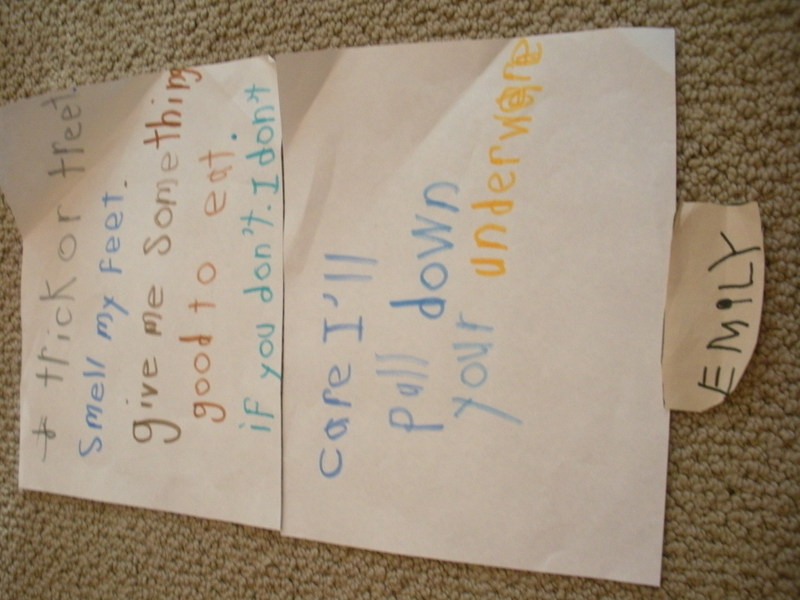 trick or treet.
smell my feet.
give me something
good to eat.
if you don't. I don't
care I'll
pull down
your underware
EMILY